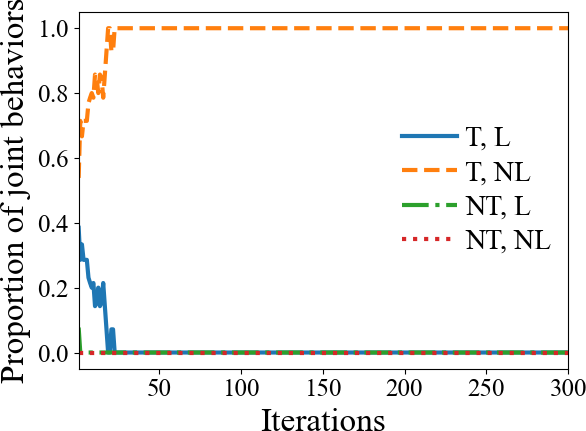 Proportion of joint behaviors
1.0
0.8
0.6
0.4
0.2
0.0
T, L
T, NL
NT, L
NT, NL
50 100 150 200 250 300
Iterations